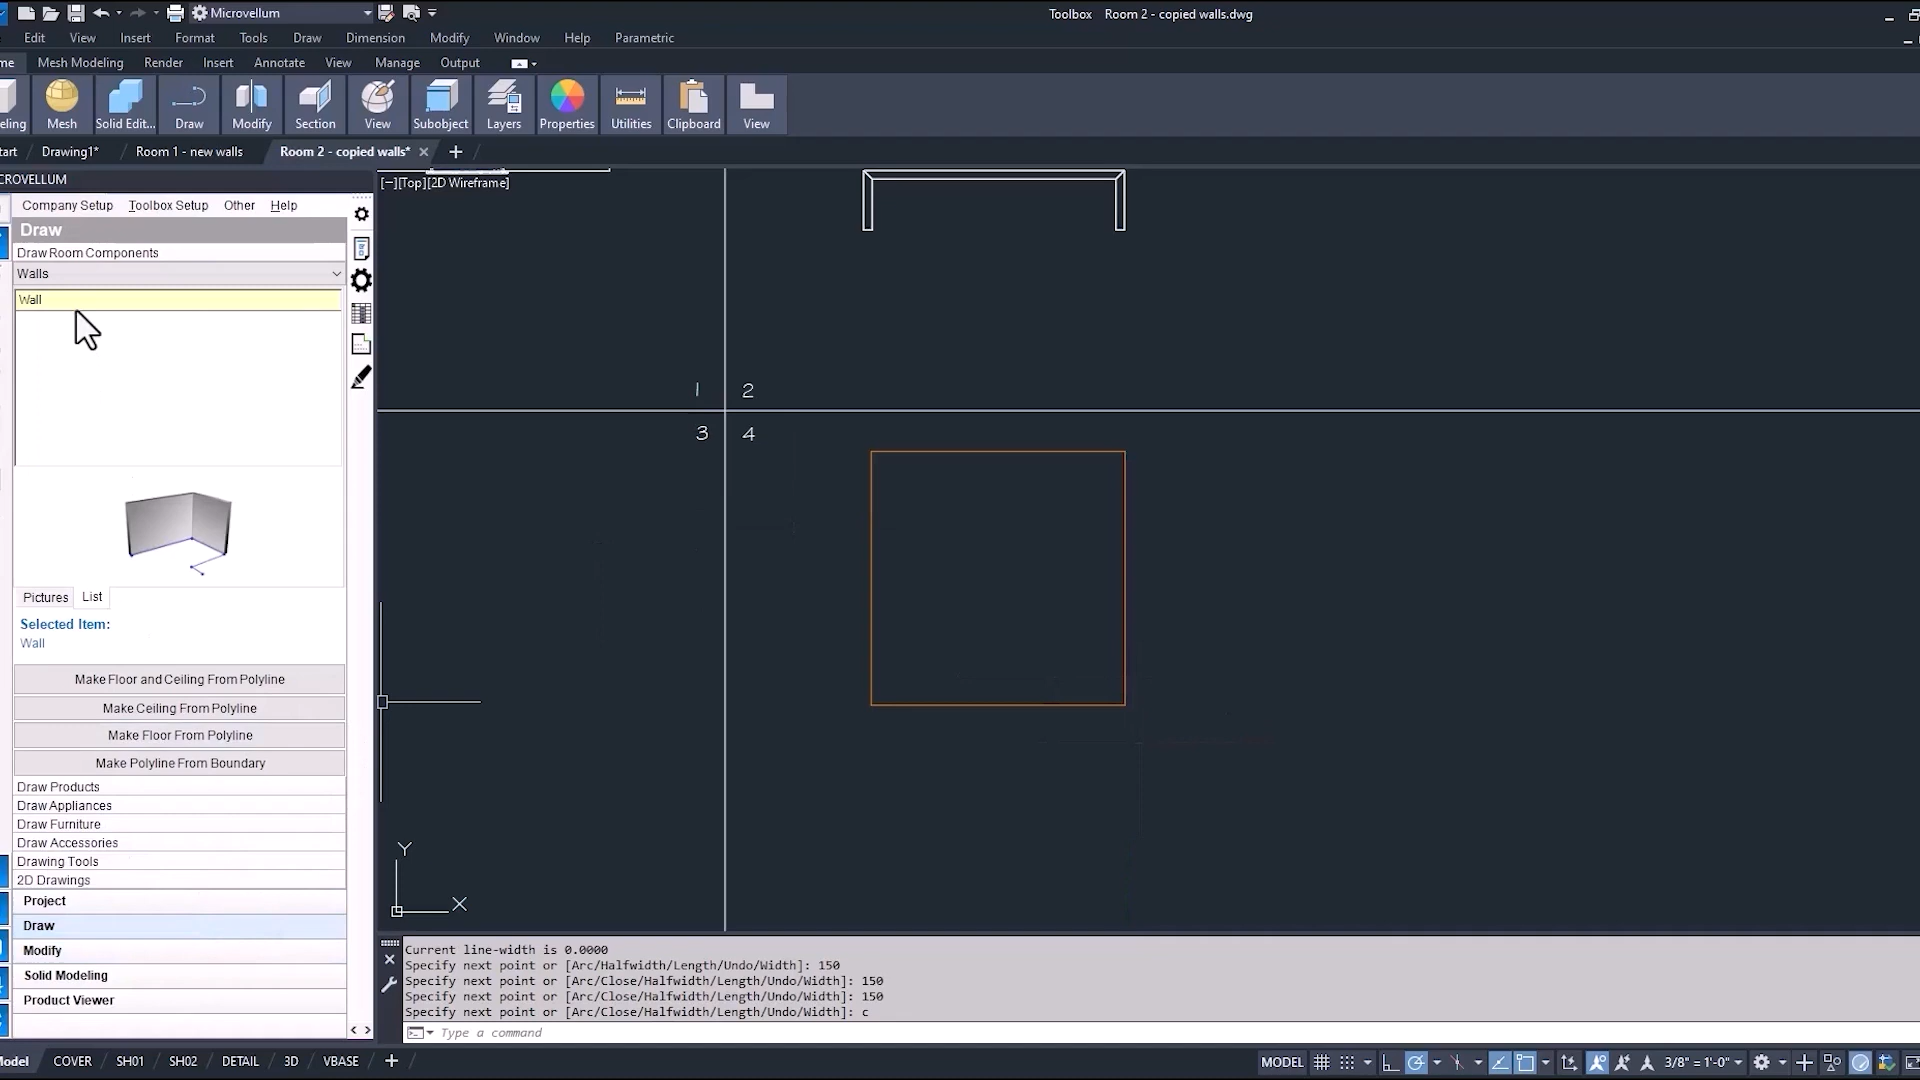 Microvellum
Toolbox Room 2 - copied walls.dwg
Edit View Insert Format Tools Draw Dimension Modify Window Help Parametric
me Mesh Modeling Render Insert Annotate View Manage Output
eling Mesh Solid Edit... Draw Modify Section View Subobject Layers Properties Utilities Clipboard View
tart Drawing1* Room 1 - new walls Room 2 - copied walls*
CROVELLUM
[−][Top][2D Wireframe]
Company Setup Toolbox Setup Other Help
Draw
Draw Room Components
Walls
Wall
1 2
3 4
Pictures List
Selected Item:
Wall
Make Floor and Ceiling From Polyline
Make Ceiling From Polyline
Make Floor From Polyline
Make Polyline From Boundary
Draw Products
Draw Appliances
Draw Furniture
Draw Accessories
Drawing Tools
2D Drawings
Project
Draw
Modify
Solid Modeling
Product Viewer
Y
X
Current line-width is 0.0000
Specify next point or [Arc/Halfwidth/Length/Undo/Width]: 150
Specify next point or [Arc/Close/Halfwidth/Length/Undo/Width]: 150
Specify next point or [Arc/Close/Halfwidth/Length/Undo/Width]: 150
Specify next point or [Arc/Close/Halfwidth/Length/Undo/Width]: c
Type a command
Model COVER SH01 SH02 DETAIL 3D VBASE
MODEL 3/8" = 1'-0"